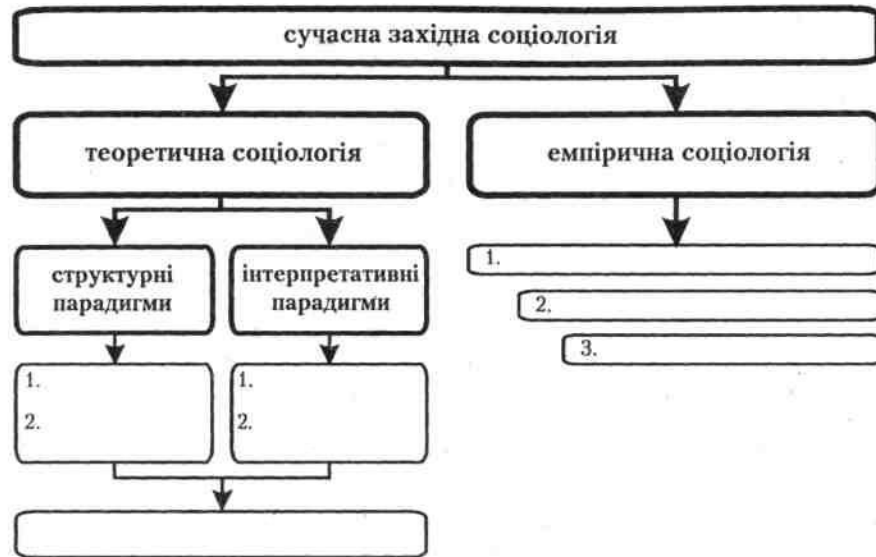 сучасна західна соціологія
теоретична соціологія
емпірична соціологія
структурні
парадигми
інтерпретативні
парадигми
1.
2.
3.
1.
2.
1.
2.